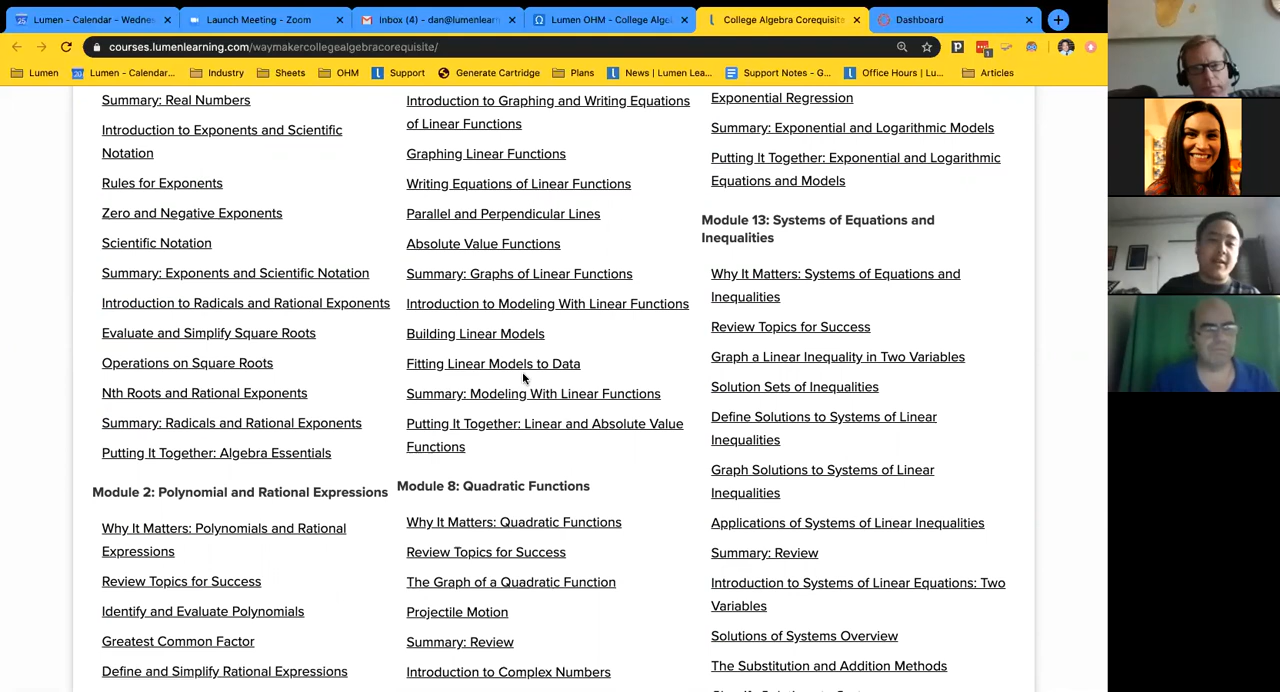 Lumen - Calendar - Wednes
Launch Meeting - Zoom
Inbox (4) - dan@lumenlearn
Lumen OHM - College Alge
College Algebra Corequisite
Dashboard
courses.lumenlearning.com/waymakercollegealgebracorequisite/
Lumen
Lumen - Calendar...
Industry
Sheets
OHM
Support
Generate Cartridge
Plans
News | Lumen Lea...
Support Notes - G...
Office Hours | Lu...
Articles
Summary: Real Numbers
Introduction to Exponents and Scientific
Notation
Rules for Exponents
Zero and Negative Exponents
Scientific Notation
Summary: Exponents and Scientific Notation
Introduction to Radicals and Rational Exponents
Evaluate and Simplify Square Roots
Operations on Square Roots
Nth Roots and Rational Exponents
Summary: Radicals and Rational Exponents
Putting It Together: Algebra Essentials
Module 2: Polynomial and Rational Expressions
Why It Matters: Polynomials and Rational
Expressions
Review Topics for Success
Identify and Evaluate Polynomials
Greatest Common Factor
Define and Simplify Rational Expressions
Introduction to Graphing and Writing Equations
of Linear Functions
Graphing Linear Functions
Writing Equations of Linear Functions
Parallel and Perpendicular Lines
Absolute Value Functions
Summary: Graphs of Linear Functions
Introduction to Modeling With Linear Functions
Building Linear Models
Fitting Linear Models to Data
Summary: Modeling With Linear Functions
Putting It Together: Linear and Absolute Value
Functions
Module 8: Quadratic Functions
Why It Matters: Quadratic Functions
Review Topics for Success
The Graph of a Quadratic Function
Projectile Motion
Summary: Review
Introduction to Complex Numbers
Exponential Regression
Summary: Exponential and Logarithmic Models
Putting It Together: Exponential and Logarithmic
Equations and Models
Module 13: Systems of Equations and
Inequalities
Why It Matters: Systems of Equations and
Inequalities
Review Topics for Success
Graph a Linear Inequality in Two Variables
Solution Sets of Inequalities
Define Solutions to Systems of Linear
Inequalities
Graph Solutions to Systems of Linear
Inequalities
Applications of Systems of Linear Inequalities
Summary: Review
Introduction to Systems of Linear Equations: Two
Variables
Solutions of Systems Overview
The Substitution and Addition Methods